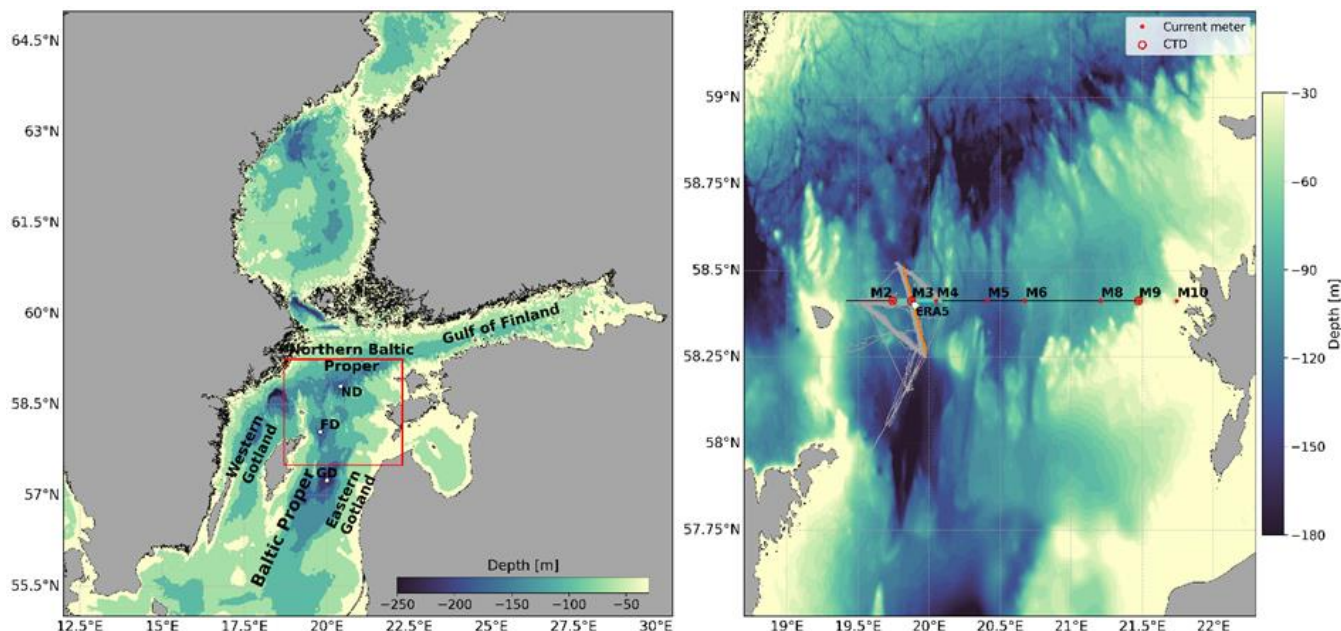 64.5°N
63°N
61.5°N
60°N
58.5°N
57°N
55.5°N
12.5°E
15°E
17.5°E
20.0°E
22.5°E
25°E
27.5°E
30°E
Gulf of Finland
Northern Baltic
Proper
ND
FD
GD
Western
Gotland
Baltic Proper
Eastern
Gotland
Depth [m]
−250
−200
−150
−100
−50
Current meter
CTD
59°N
58.75°N
58.5°N
58.25°N
58°N
57.75°N
19°E
19.5°E
20°E
20.5°E
21°E
21.5°E
22°E
M2
M3
M4
M5
M6
M8
M9
M10
ERA5
−30
−60
−90
−120
−150
−180
Depth [m]